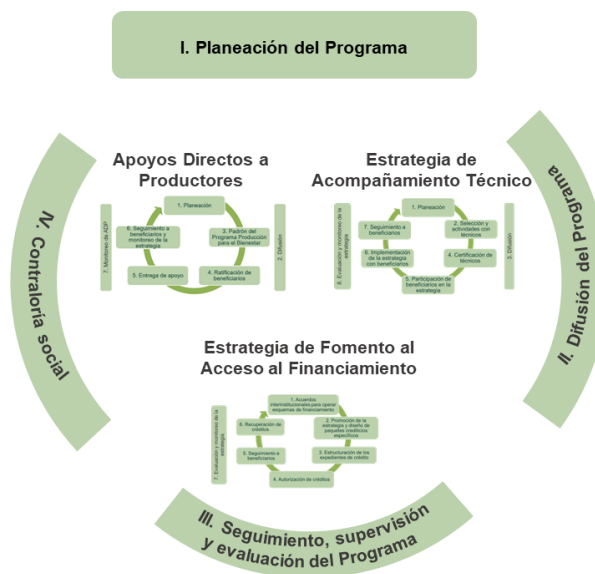 I. Planeación del Programa
II. Difusión del Programa
III. Seguimiento, supervisión
y evaluación del Programa
IV. Contraloría social
Apoyos Directos a
Productores
1. Planeación
2. Difusión
3. Padrón del
Programa Producción
para el Bienestar
4. Ratificación de
beneficiarios
5. Entrega de apoyo
6. Seguimiento a
beneficiarios y
monitoreo de la
estrategia
7. Monitoreo de ADP
Estrategia de
Acompañamiento Técnico
1. Planeación
2. Selección y
actividades con
técnicos
3. Difusión
4. Certificación de
técnicos
5. Participación de
beneficiarios en la
estrategia
6. Implementación
de la estrategia
con beneficiarios
7. Seguimiento a
beneficiarios
8. Evaluación y monitoreo de la
estrategia
Estrategia de Fomento al
Acceso al Financiamiento
1. Acuerdos
interinstitucionales para operar
esquemas de financiamiento
2. Promoción de la
estrategia y diseño de
paquetes crediticios
específicos
3. Estructuración de los
expedientes de crédito
4. Autorización de créditos
5. Seguimiento a
beneficiarios
6. Recuperación de
créditos
7. Evaluación y monitoreo de la
estrategia